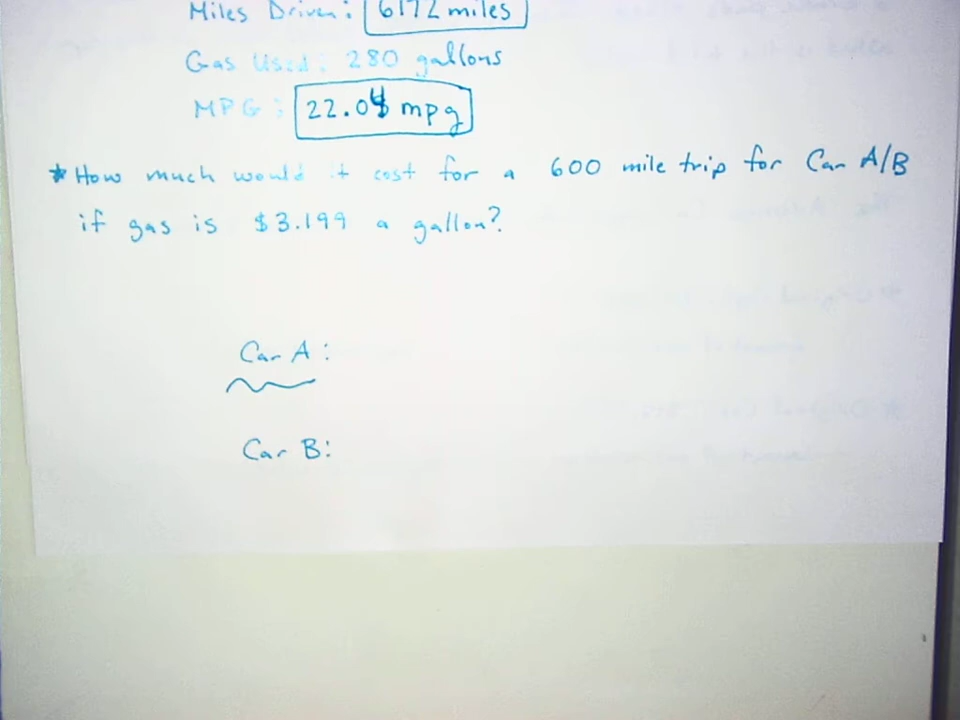 Miles Driven: 6172 miles
Gas Used: 280 gallons
MPG: 22.04 mpg
* How much would it cost for a 600 mile trip for Car A/B
if gas is $3.199 a gallon?
Car A:
Car B: